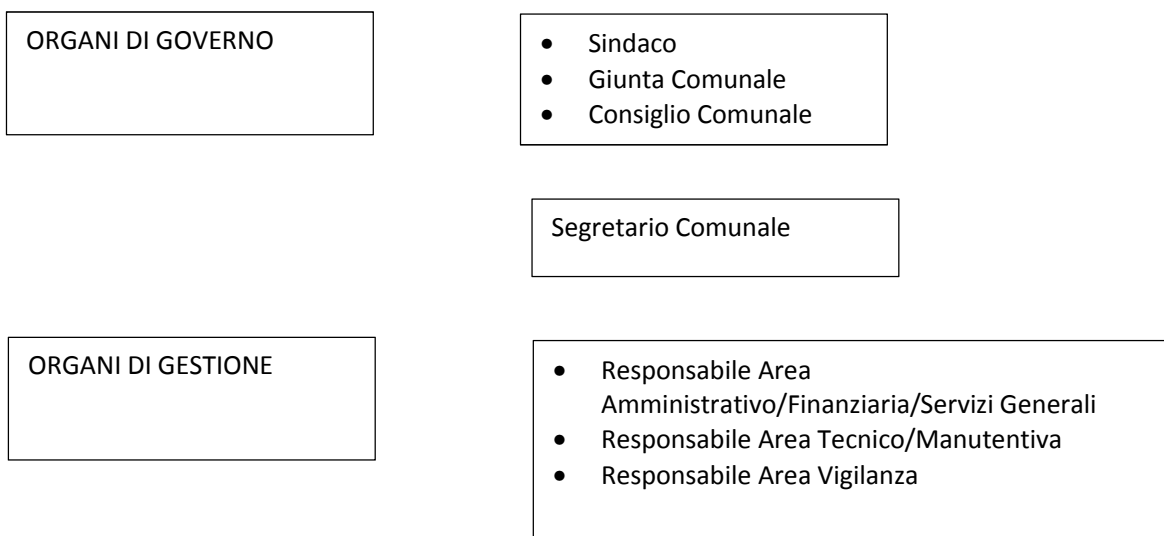 ORGANI DI GOVERNO
• Sindaco
• Giunta Comunale
• Consiglio Comunale
Segretario Comunale
ORGANI DI GESTIONE
• Responsabile Area
Amministrativo/Finanziaria/Servizi Generali
• Responsabile Area Tecnico/Manutentiva
• Responsabile Area Vigilanza